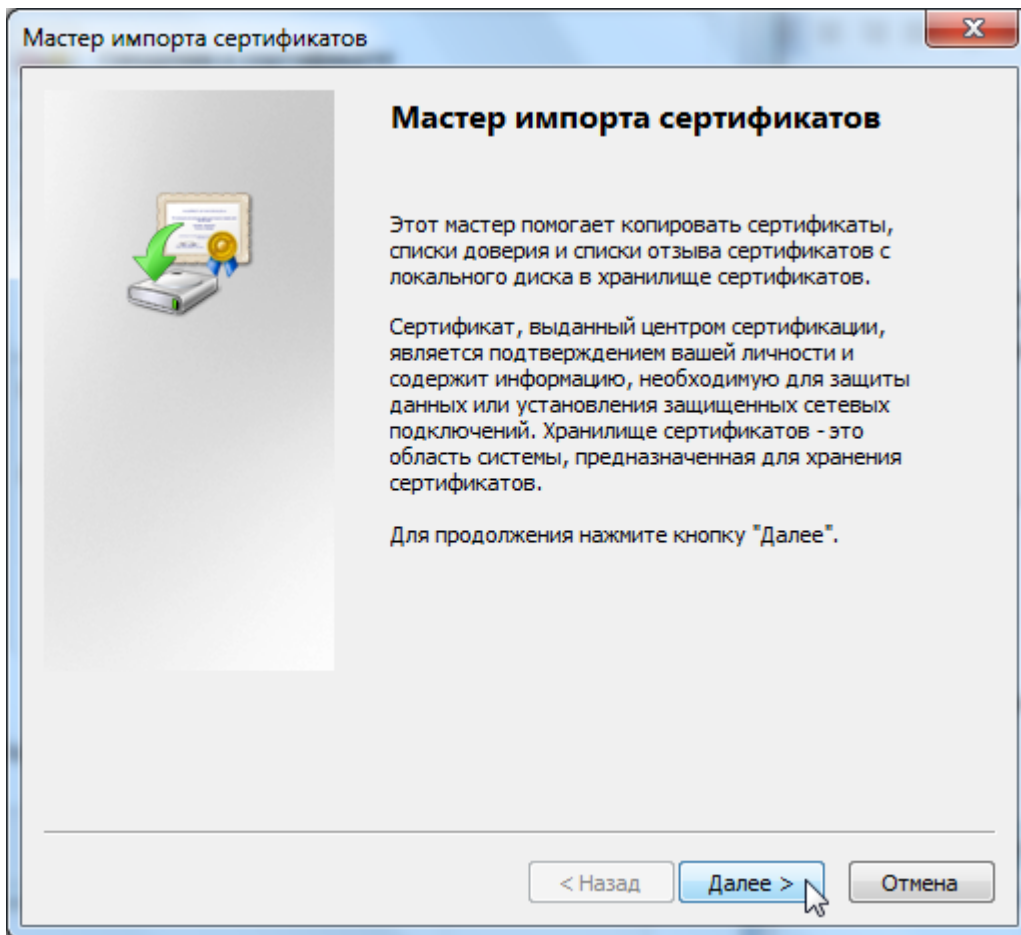 Мастер импорта сертификатов
Мастер импорта сертификатов
Этот мастер помогает копировать сертификаты,
списки доверия и списки отзыва сертификатов с
локального диска в хранилище сертификатов.
Сертификат, выданный центром сертификации,
является подтверждением вашей личности и
содержит информацию, необходимую для защиты
данных или установления защищенных сетевых
подключений. Хранилище сертификатов - это
область системы, предназначенная для хранения
сертификатов.
Для продолжения нажмите кнопку "Далее".
< Назад
Далее >
Отмена